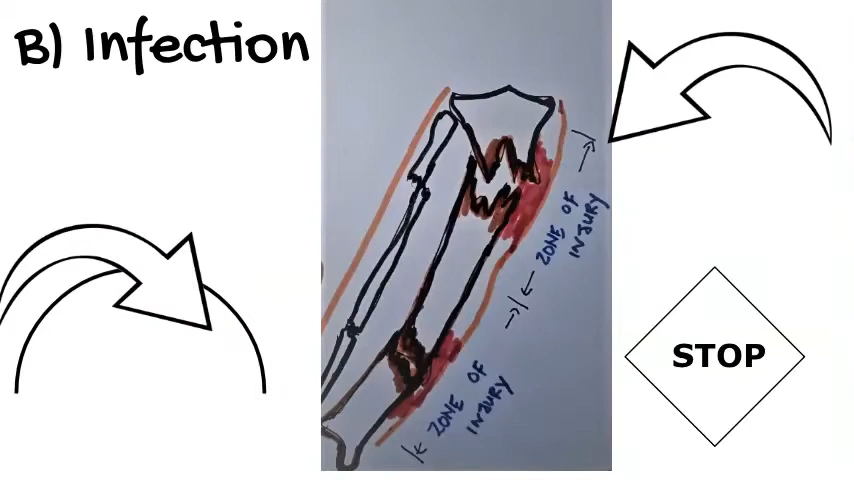 B) Infection
ZONE OF
INJURY
STOP
ZONE OF
INJURY